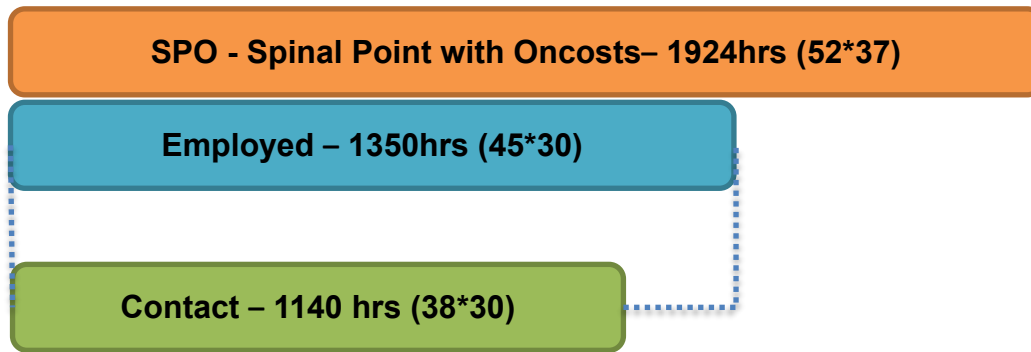 SPO - Spinal Point with Oncosts– 1924hrs (52*37)
Employed – 1350hrs (45*30)
Contact – 1140 hrs (38*30)